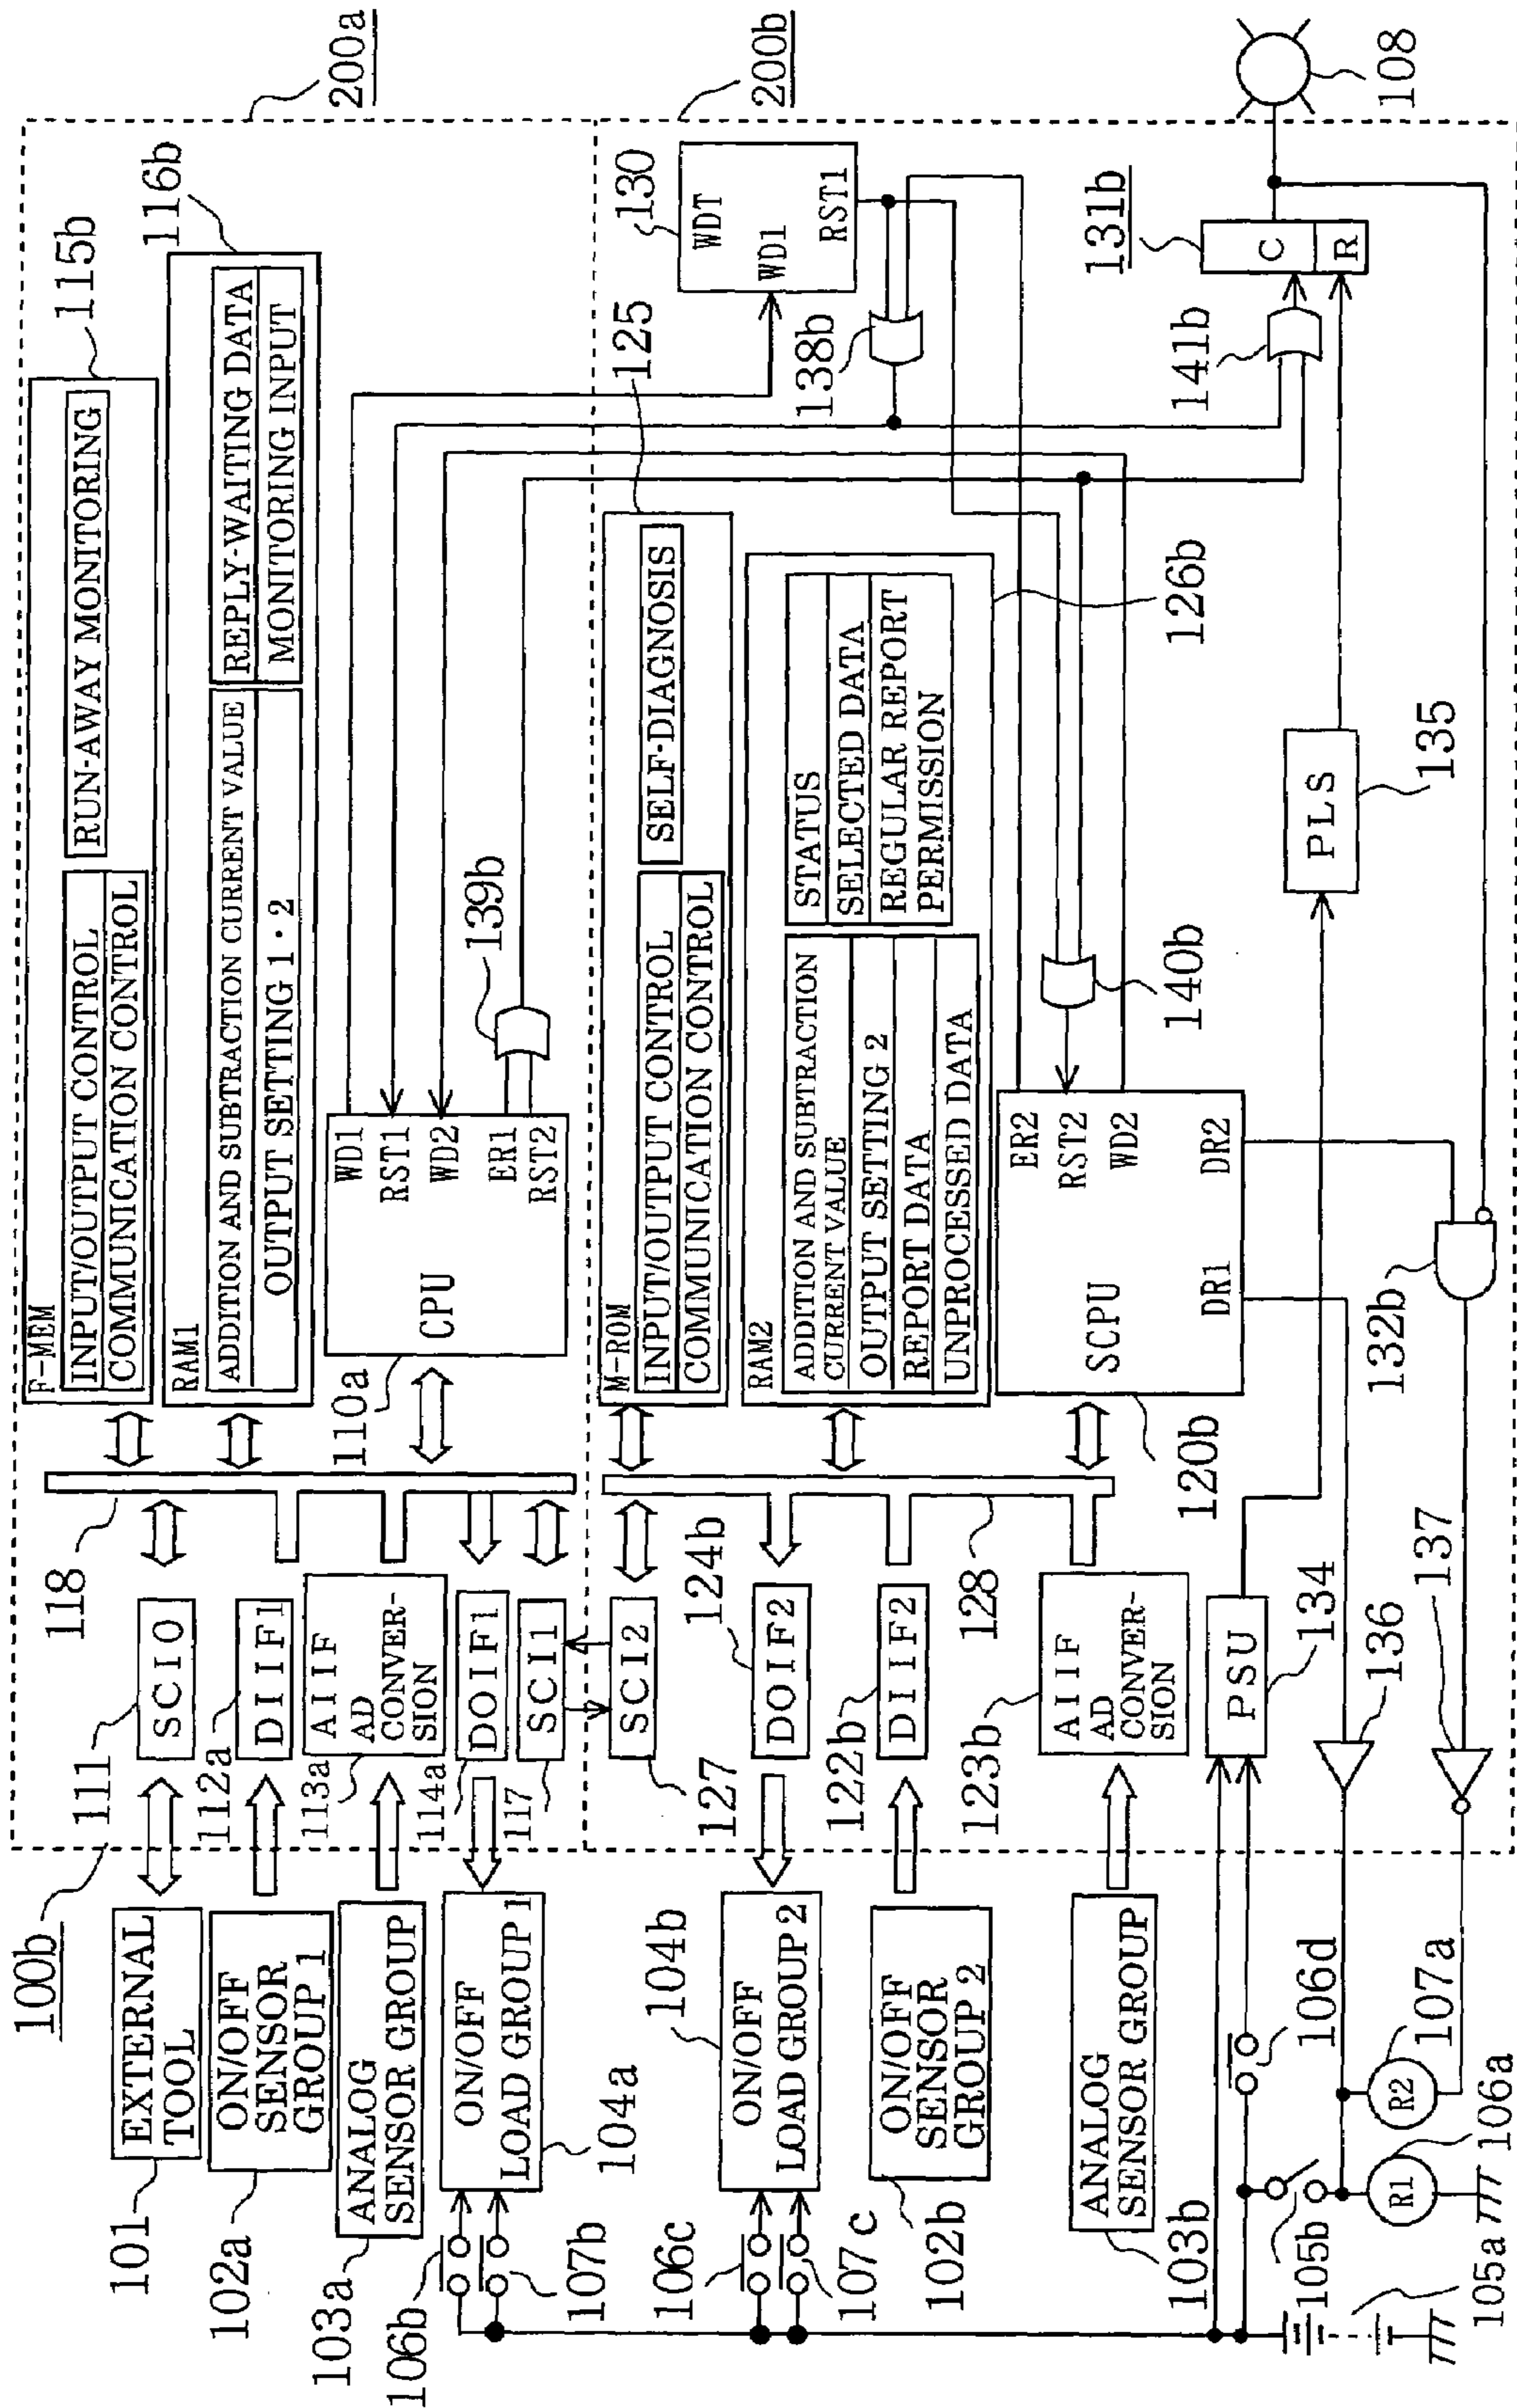 100b
200a
200b
101
EXTERNAL
TOOL
102a
ON/OFF
SENSOR
GROUP 1
103a
ANALOG
SENSOR GROUP
106b
107b
ON/OFF
LOAD GROUP 1
104a
106c
107c
ON/OFF
LOAD GROUP 2
104b
102b
ON/OFF
SENSOR
GROUP 2
103b
ANALOG
SENSOR GROUP
105a
105b
106d
R1
106a
R2
107a
111
SCI0
112a
DIIF1
113a
AIIF
AD
CONVER-
SION
114a
DOIF1
117
SCI1
118
127
SCI2
124b
DOIF2
122b
DIIF2
128
123b
AIIF
AD
CONVER-
SION
PSU
134
136
137
F-MEM
INPUT/OUTPUT CONTROL
COMMUNICATION CONTROL
RUN-AWAY MONITORING
115b
RAM1
ADDITION AND SUBTRACTION CURRENT VALUE
OUTPUT SETTING 1・2
REPLY-WAITING DATA
MONITORING INPUT
116b
110a
CPU
WD1
RST1
WD2
ER1
RST2
139b
M-ROM
INPUT/OUTPUT CONTROL
COMMUNICATION CONTROL
SELF-DIAGNOSIS
125
RAM2
ADDITION AND SUBTRACTION
CURRENT VALUE
OUTPUT SETTING 2
REPORT DATA
UNPROCESSED DATA
STATUS
SELECTED DATA
REGULAR REPORT
PERMISSION
126b
120b
SCPU
ER2
RST2
WD2
DR1
DR2
140b
132b
PLS
135
130
WDT
WD1
RST1
138b
141b
131b
C
R
108